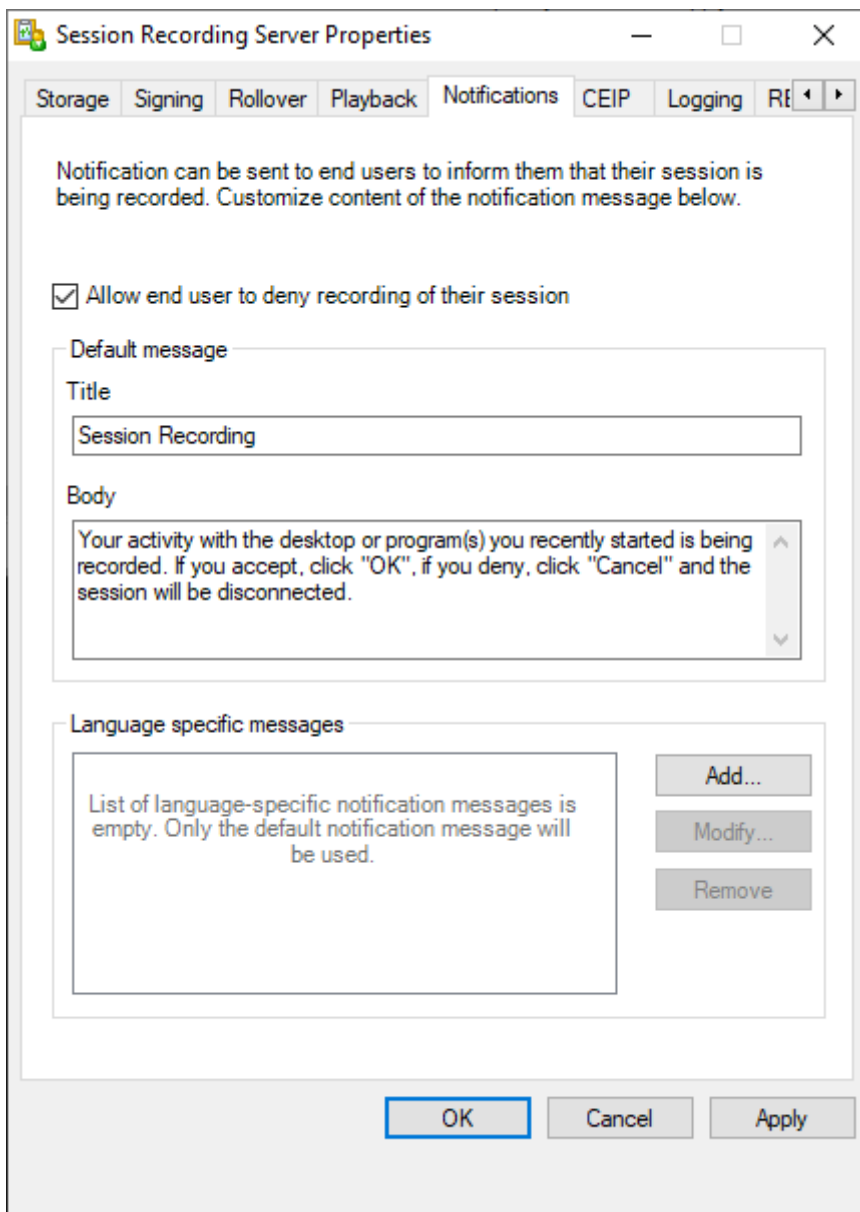 Session Recording Server Properties
Storage Signing Rollover Playback Notifications CEIP Logging
Notification can be sent to end users to inform them that their session is
being recorded. Customize content of the notification message below.
Allow end user to deny recording of their session
Default message
Title
Session Recording
Body
Your activity with the desktop or program(s) you recently started is being
recorded. If you accept, click "OK", if you deny, click "Cancel" and the
session will be disconnected.
Language specific messages
List of language-specific notification messages is
empty. Only the default notification message will
be used.
Add...
Modify...
Remove
OK Cancel Apply